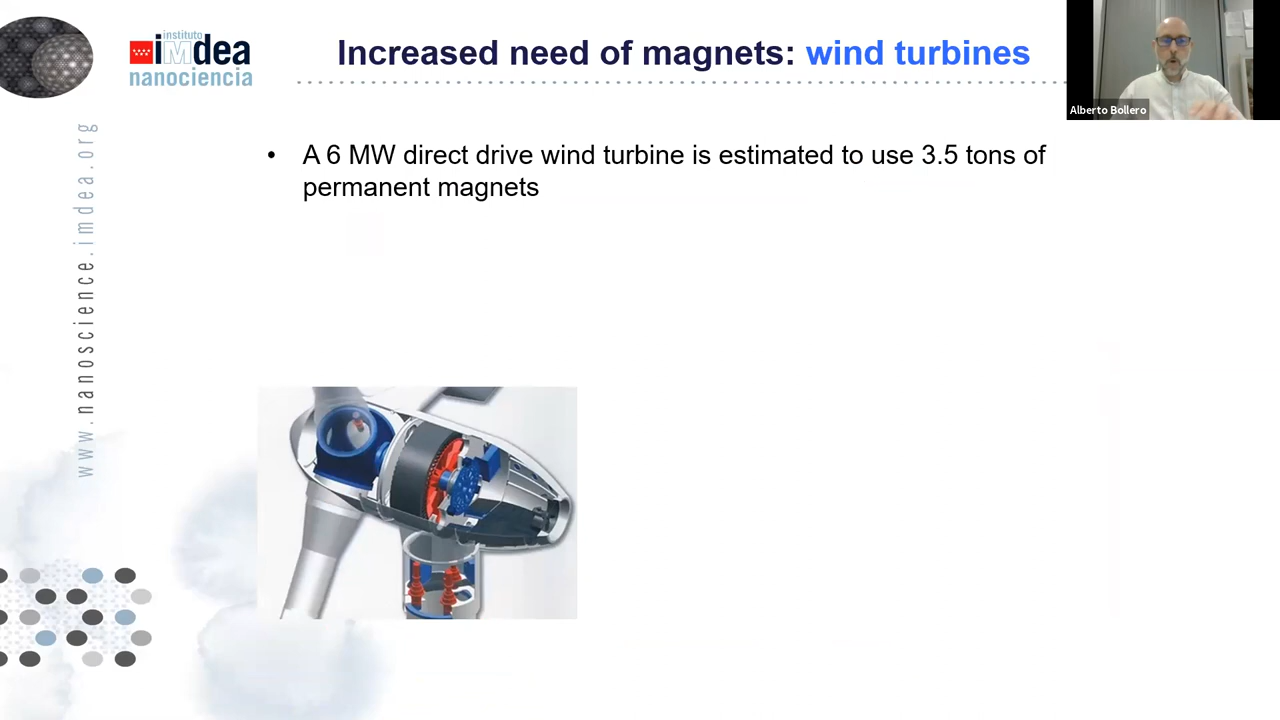 instituto
imdea
nanociencia
Increased need of magnets: wind turbines
Alberto Bollero
www.nanoscience.imdea.org
• A 6 MW direct drive wind turbine is estimated to use 3.5 tons of
permanent magnets